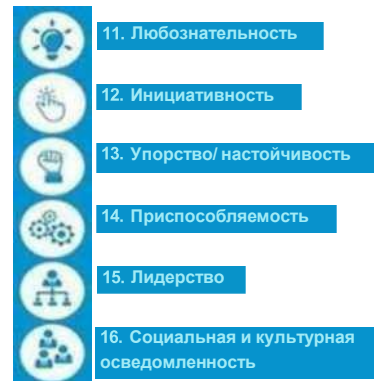 11. Любознательность
12. Инициативность
13. Упорство/ настойчивость
14. Приспособляемость
15. Лидерство
16. Социальная и культурная
осведомленность